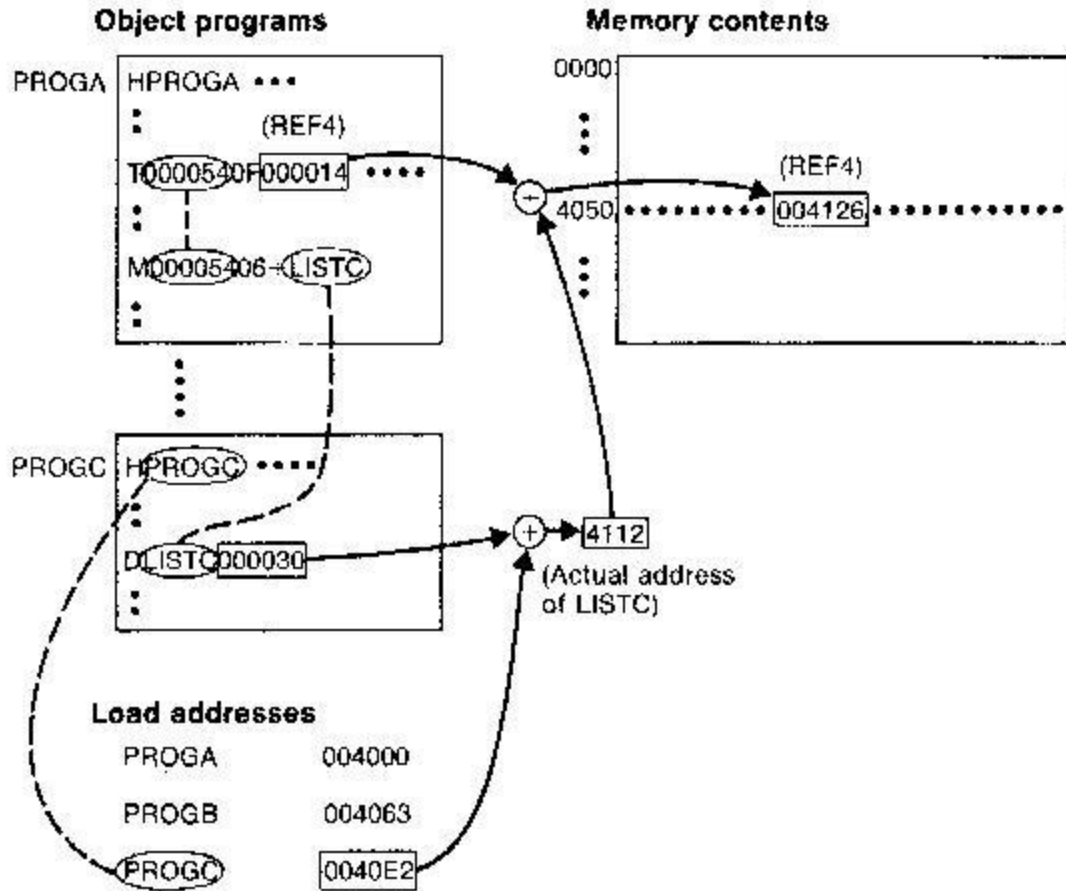 Object programs
Memory contents
PROGA HPROGA ••••
(REF4)
T0000540F000014 ••••
M00005406+LISTC
0000
(REF4)
4050 004126
PROGC HPROGC ••••
DLISTC000030
+
+
4112
(Actual address
of LISTC)
Load addresses
PROGA 004000
PROGB 004063
PROGC 0040E2